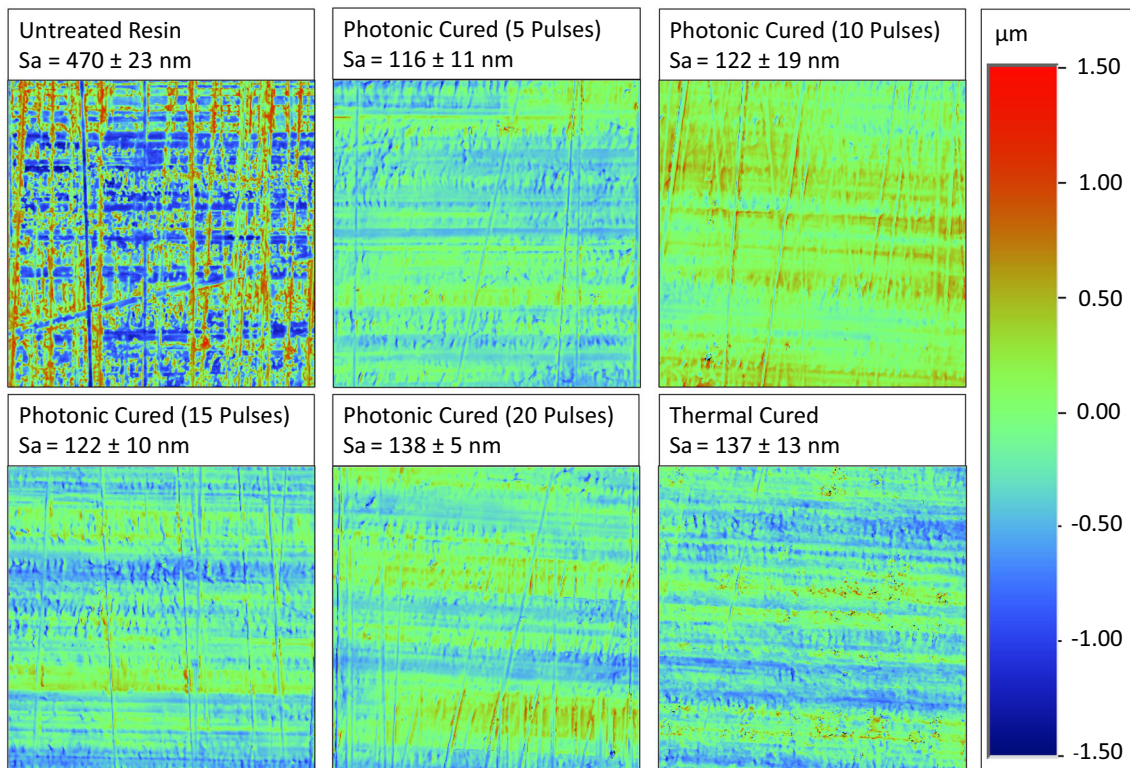 Untreated Resin
Sa = 470 ± 23 nm
Photonic Cured (5 Pulses)
Sa = 116 ± 11 nm
Photonic Cured (10 Pulses)
Sa = 122 ± 19 nm
Photonic Cured (15 Pulses)
Sa = 122 ± 10 nm
Photonic Cured (20 Pulses)
Sa = 138 ± 5 nm
Thermal Cured
Sa = 137 ± 13 nm
µm
1.50
1.00
0.50
0.00
-0.50
-1.00
-1.50